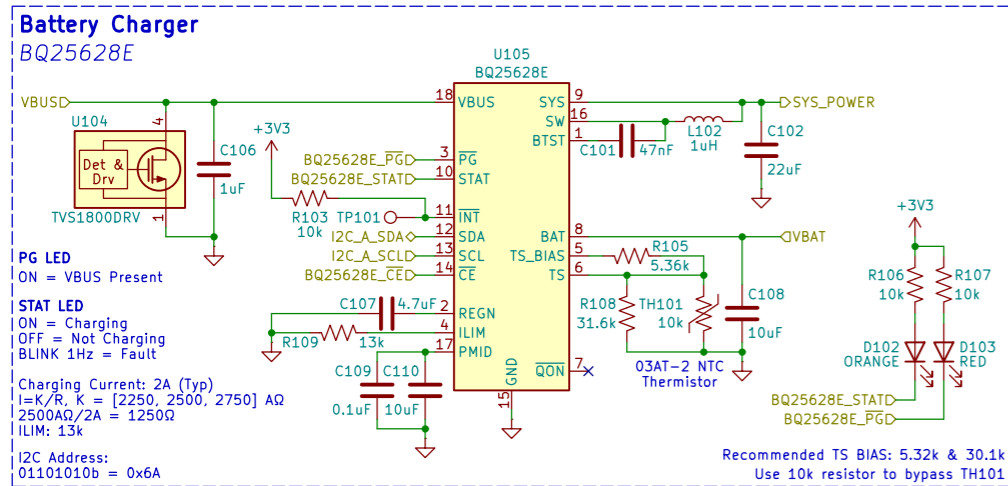 Battery Charger
BQ25628E
U105
BQ25628E
VBUS
18
VBUS
SYS
9
SYS_POWER
SW
16
L102
1uH
BTST
1
C101
47nF
C102
22uF
U104
4
Det &
Drv
1
TVS1800DRV
C106
1uF
+3V3
BQ25628E_PG
3
PG
BQ25628E_STAT
10
STAT
R103
10k
TP101
11
INT
I2C_A_SDA
12
SDA
I2C_A_SCL
13
SCL
BQ25628E_CE
14
CE
BAT
8
VBAT
TS_BIAS
5
R105
5.36k
TS
6
R108
31.6k
TH101
10k
C108
10uF
03AT-2 NTC
Thermistor
C107
4.7uF
2
REGN
R109
13k
4
ILIM
17
PMID
C109
0.1uF
C110
10uF
GND
15
QON
7
+3V3
R106
10k
R107
10k
D102
ORANGE
D103
RED
BQ25628E_STAT
BQ25628E_PG
PG LED
ON = VBUS Present
STAT LED
ON = Charging
OFF = Not Charging
BLINK 1Hz = Fault
Charging Current: 2A (Typ)
I=K/R, K = [2250, 2500, 2750] AΩ
2500AΩ/2A = 1250Ω
ILIM: 13k
I2C Address:
01101010b = 0x6A
Recommended TS BIAS: 5.32k & 30.1k
Use 10k resistor to bypass TH101